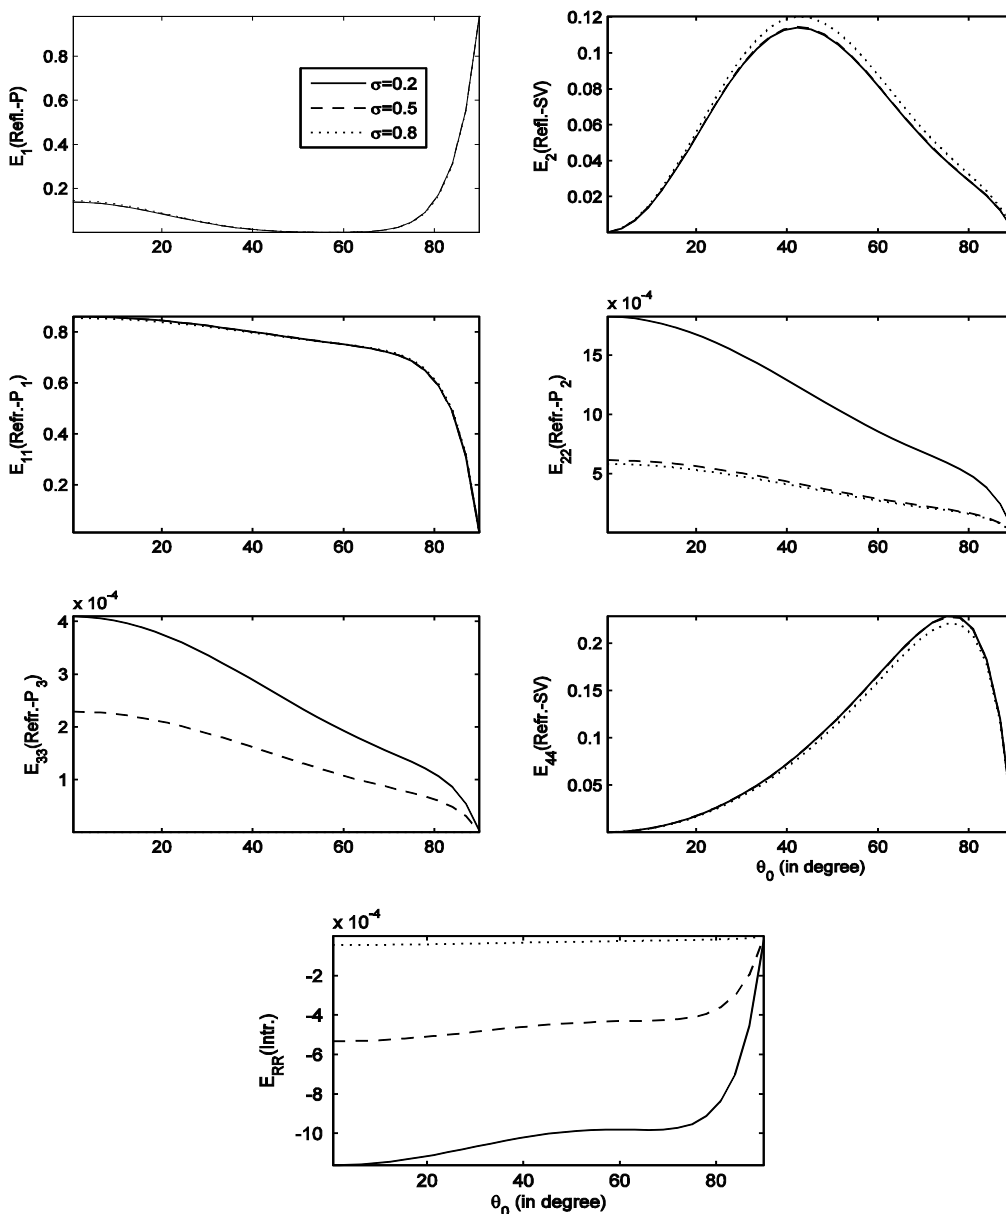 E1(Refl.-P)
0.8
0.6
0.4
0.2
20 40 60 80
σ=0.2
σ=0.5
σ=0.8
E2(Refl.-SV)
0.12
0.1
0.08
0.06
0.04
0.02
20 40 60 80
E11(Refr.-P1)
0.8
0.6
0.4
0.2
20 40 60 80
x 10-4
E22(Refr.-P2)
15
10
5
20 40 60 80
x 10-4
E33(Refr.-P3)
4
3
2
1
20 40 60 80
E44(Refr.-SV)
0.2
0.15
0.1
0.05
20 40 60 80
θ0 (in degree)
x 10-4
ERR(Intr.)
-2
-4
-6
-8
-10
20 40 60 80
θ0 (in degree)